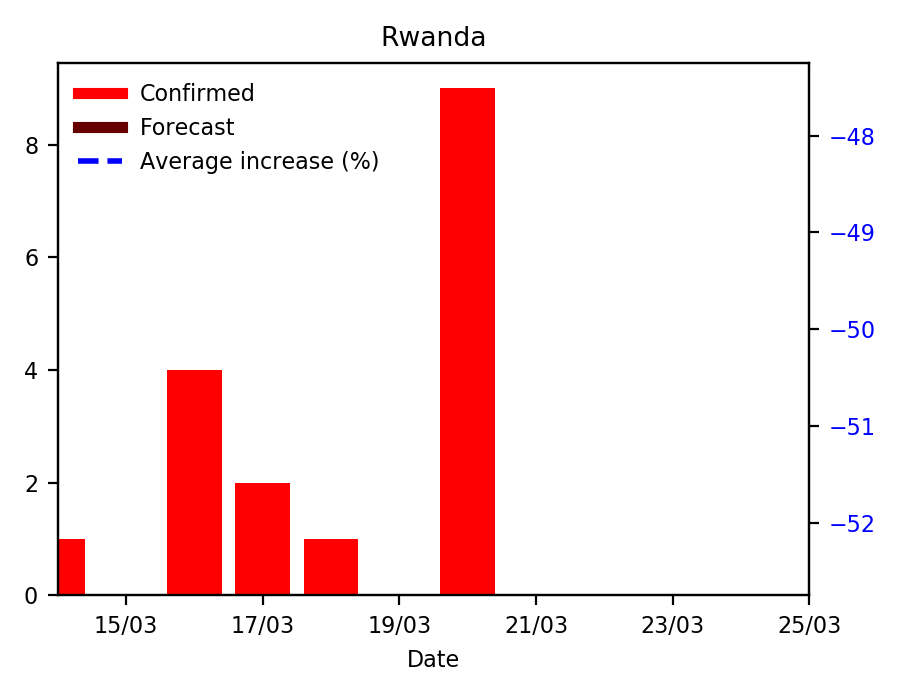 Rwanda
Confirmed
Forecast
Average increase (%)
8
6
4
2
0
−48
−49
−50
−51
−52
15/03 17/03 19/03 21/03 23/03 25/03
Date